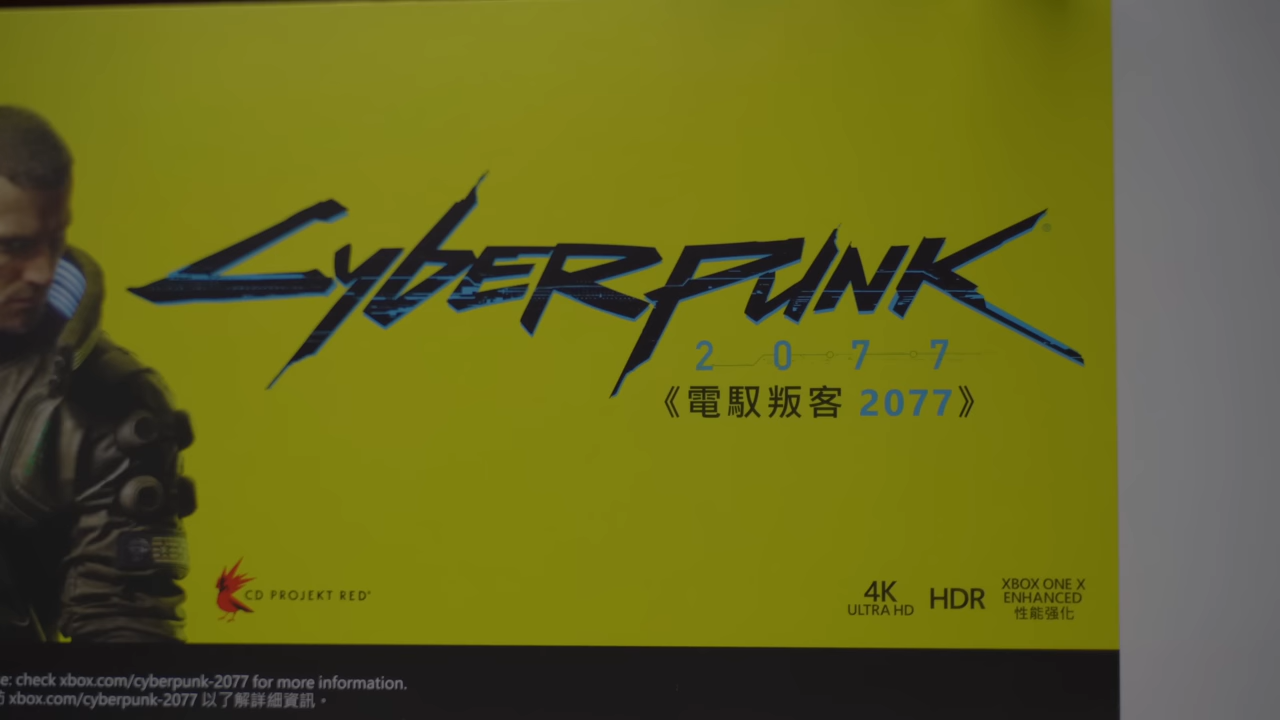 CYBERPUNK
2077
《電馭叛客 2077》
CD PROJEKT RED®
4K
ULTRA HD
HDR
XBOX ONE X
ENHANCED
性能强化
e: check xbox.com/cyberpunk-2077 for more information.
xbox.com/cyberpunk-2077 以了解詳細資訊。